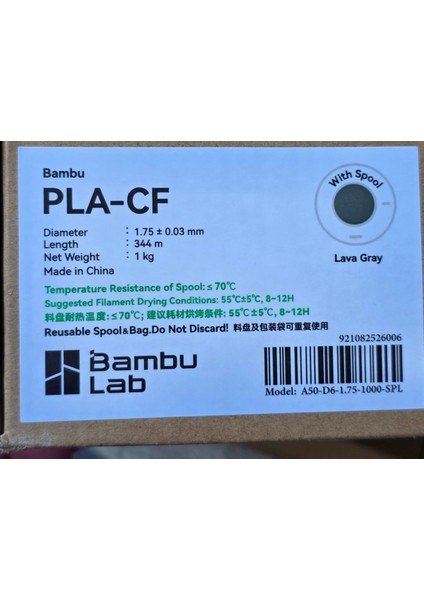 Bambu
PLA-CF
Diameter : 1.75 ± 0.03 mm
Length : 344 m
Net Weight : 1 kg
Made in China
With Spool
Lava Gray
Temperature Resistance of Spool: ≤ 70℃
Suggested Filament Drying Conditions: 55℃±5℃, 8~12H
料盘耐热温度: ≤ 70℃; 建议耗材烘烤条件: 55℃±5℃, 8~12H
Reusable Spool&Bag.Do Not Discard! 料盘及包装袋可重复使用
921082526006
Bambu
Lab
Model: A50-D6-1.75-1000-SPL